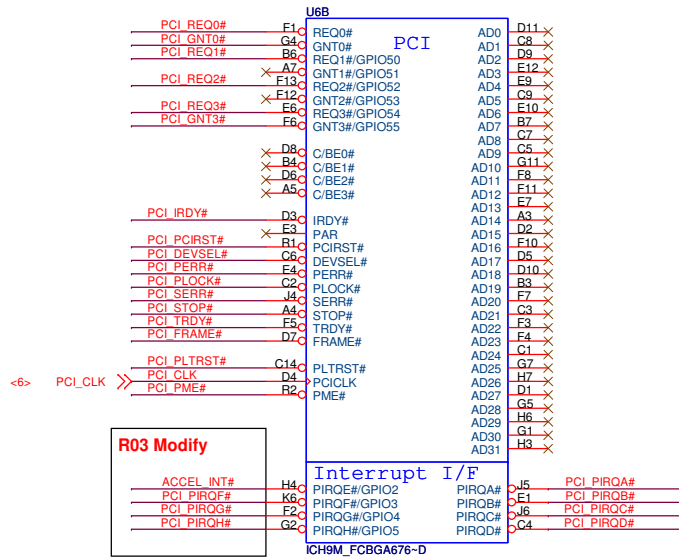 U6B
PCI
PCI_REQ0# F1 REQ0# AD0 D11
PCI_GNT0# G4 GNT0# AD1 C8
PCI_REQ1# B6 REQ1#/GPIO50 AD2 D9
A7 GNT1#/GPIO51 AD3 E12
PCI_REQ2# F13 REQ2#/GPIO52 AD4 E9
F12 GNT2#/GPIO53 AD5 C9
PCI_REQ3# E6 REQ3#/GPIO54 AD6 E10
PCI_GNT3# F6 GNT3#/GPIO55 AD7 B7
AD8 C7
D8 C/BE0# AD9 C5
B4 C/BE1# AD10 G11
D6 C/BE2# AD11 F8
A5 C/BE3# AD12 F11
AD13 E7
PCI_IRDY# D3 IRDY# AD14 A3
E3 PAR AD15 D2
PCI_PCIRST# R1 PCIRST# AD16 F10
PCI_DEVSEL# C6 DEVSEL# AD17 D5
PCI_PERR# E4 PERR# AD18 D10
PCI_PLOCK# C2 PLOCK# AD19 B3
PCI_SERR# J4 SERR# AD20 F7
PCI_STOP# A4 STOP# AD21 C3
PCI_TRDY# F5 TRDY# AD22 F3
PCI_FRAME# D7 FRAME# AD23 F4
AD24 C1
PCI_PLTRST# C14 PLTRST# AD25 G7
<6> PCI_CLK PCI_CLK D4 PCICLK AD26 H7
PCI_PME# R2 PME# AD27 D1
AD28 G5
AD29 H6
AD30 G1
AD31 H3
R03 Modify
Interrupt I/F
ACCEL_INT# H4 PIRQE#/GPIO2 PIRQA# J5 PCI_PIRQA#
PCI_PIRQF# K6 PIRQF#/GPIO3 PIRQB# E1 PCI_PIRQB#
PCI_PIRQG# F2 PIRQG#/GPIO4 PIRQC# J6 PCI_PIRQC#
PCI_PIRQH# G2 PIRQH#/GPIO5 PIRQD# C4 PCI_PIRQD#
ICH9M_FCBGA676~D